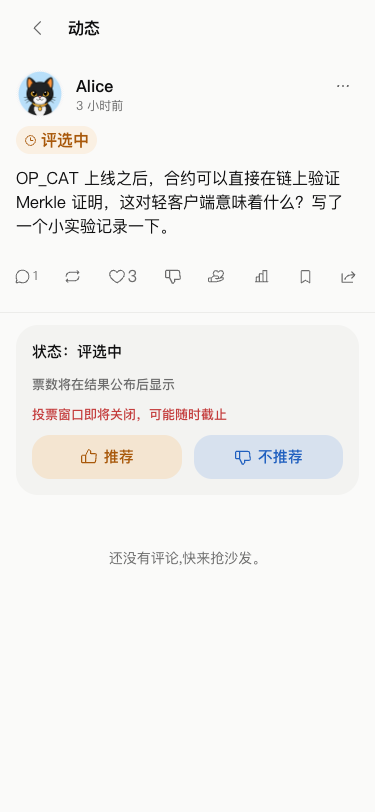 动态
Alice
3 小时前
评选中
OP_CAT 上线之后，合约可以直接在链上验证
Merkle 证明，这对轻客户端意味着什么？写了
一个小实验记录一下。
1
3
状态：评选中
票数将在结果公布后显示
投票窗口即将关闭，可能随时截止
推荐
不推荐
还没有评论,快来抢沙发。